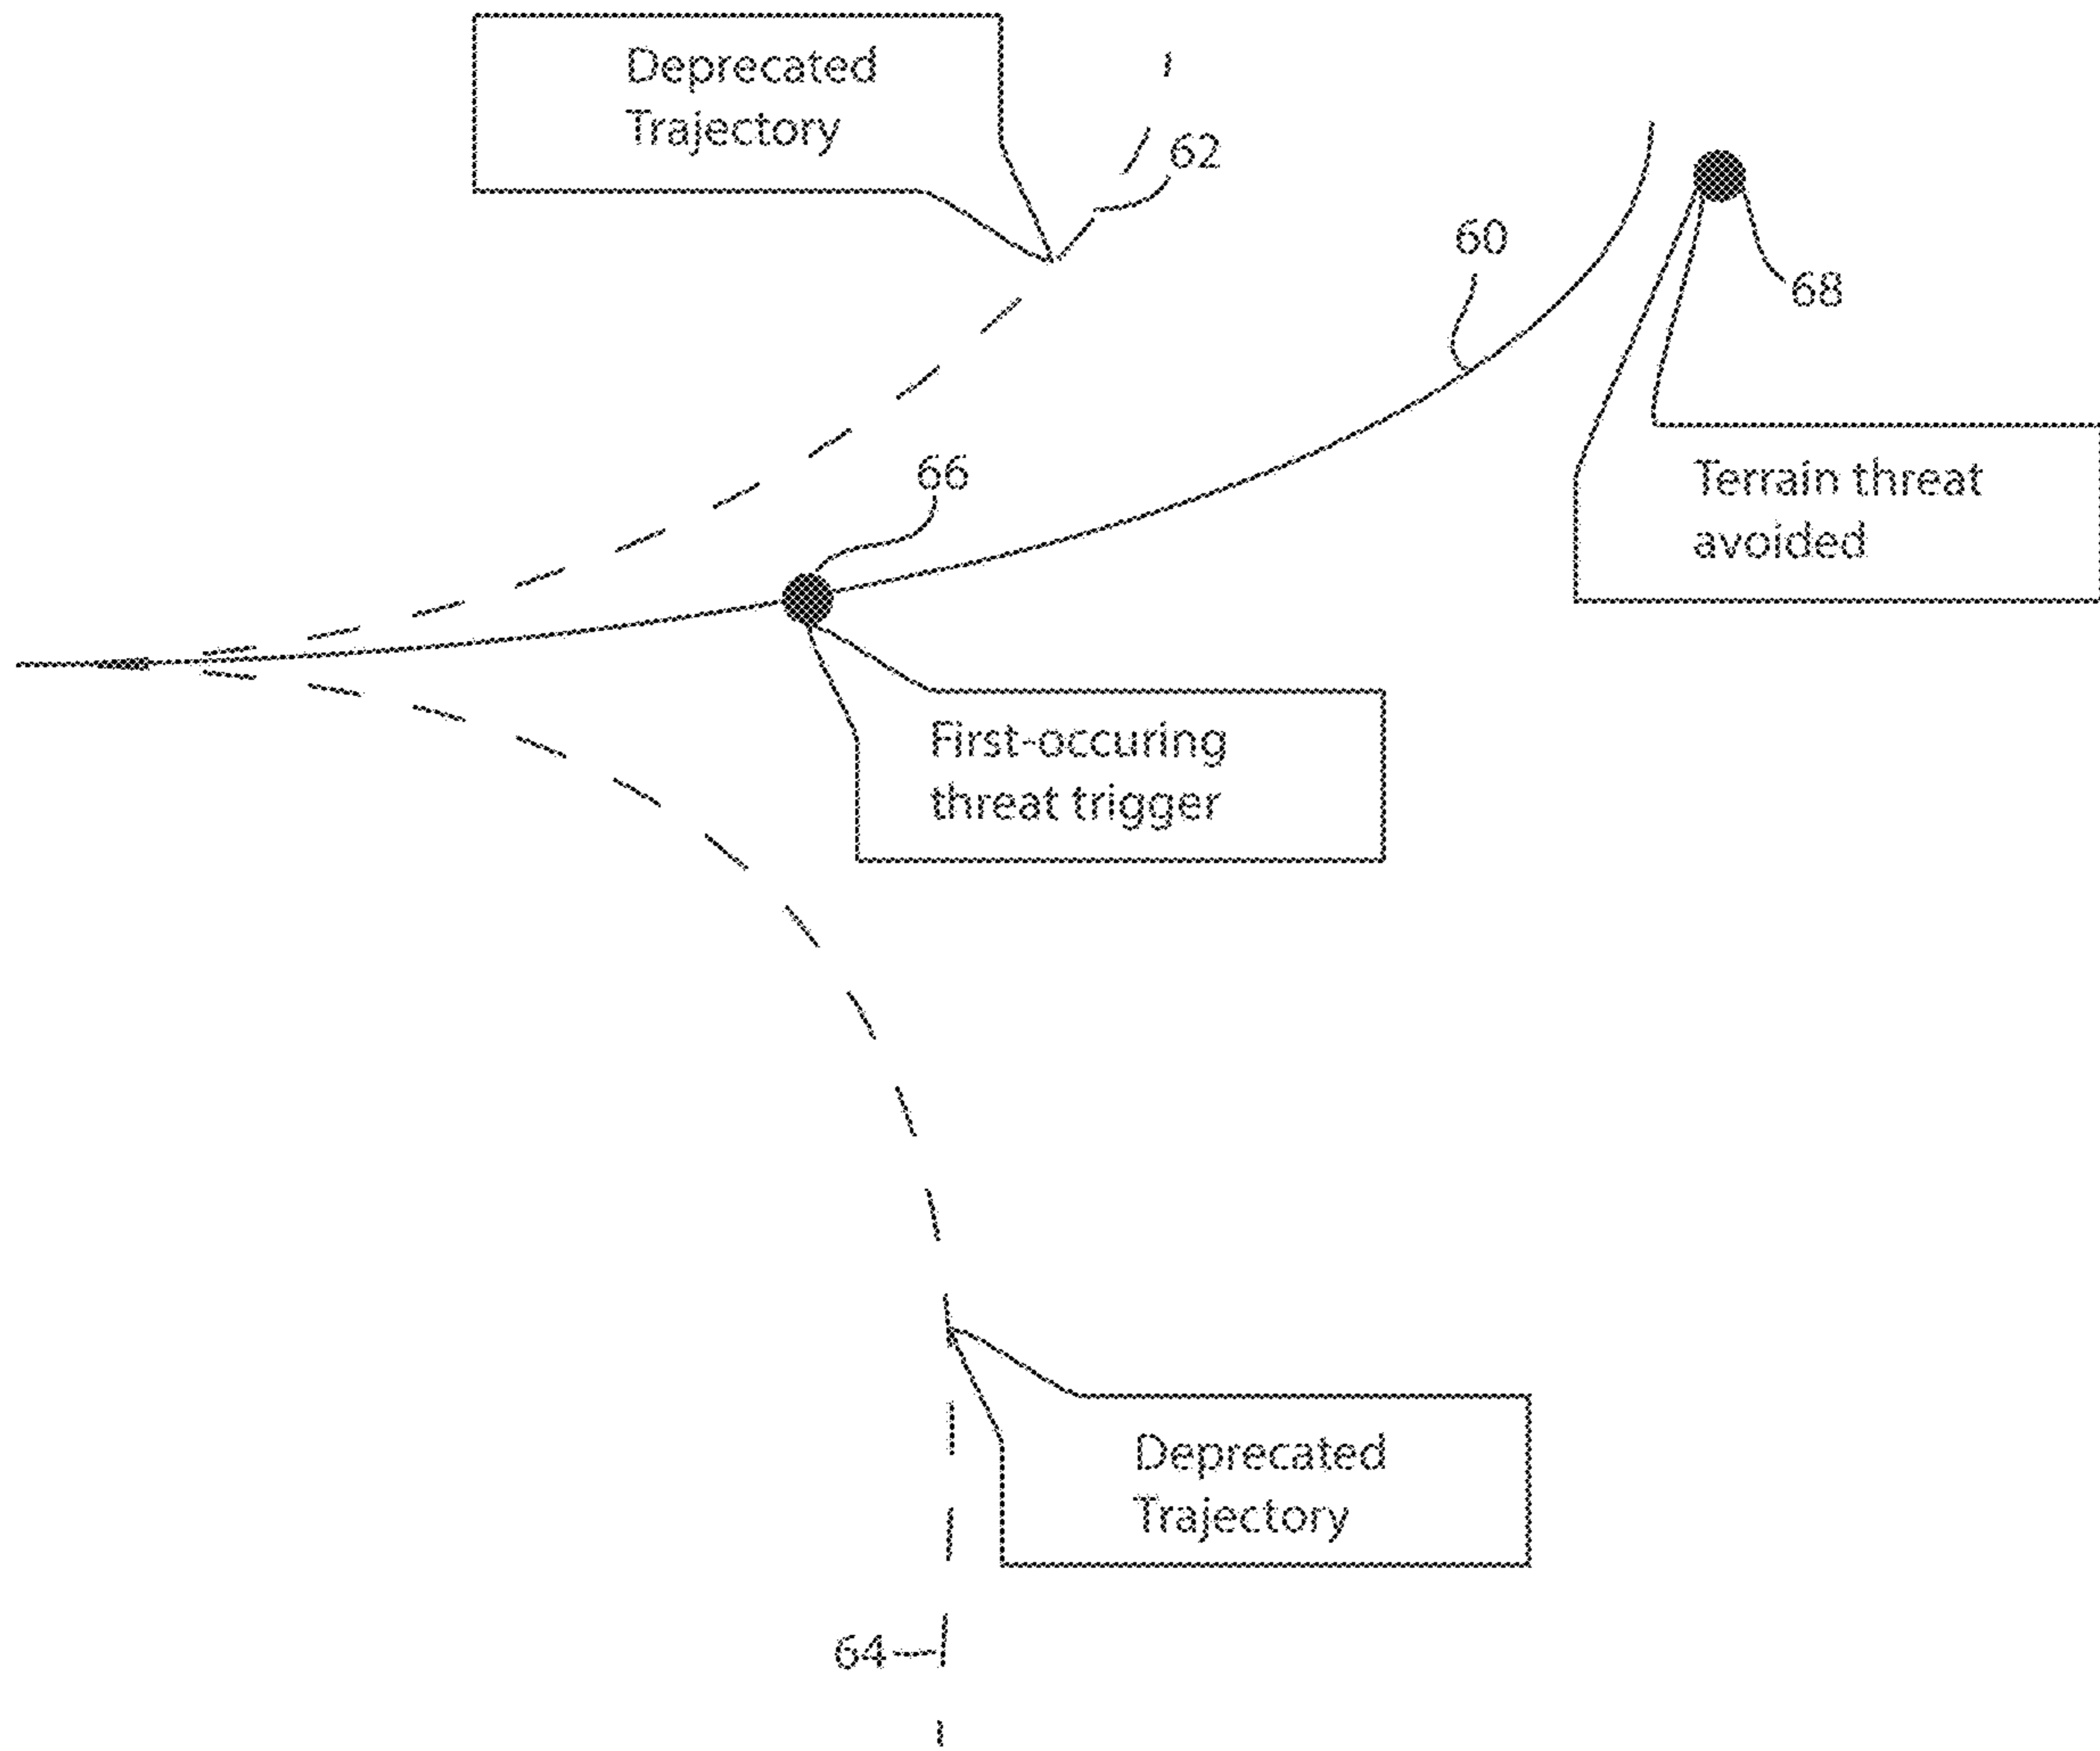 Deprecated
Trajectory
62
60
68
66
Terrain threat
avoided
First-occuring
threat trigger
Deprecated
Trajectory
64